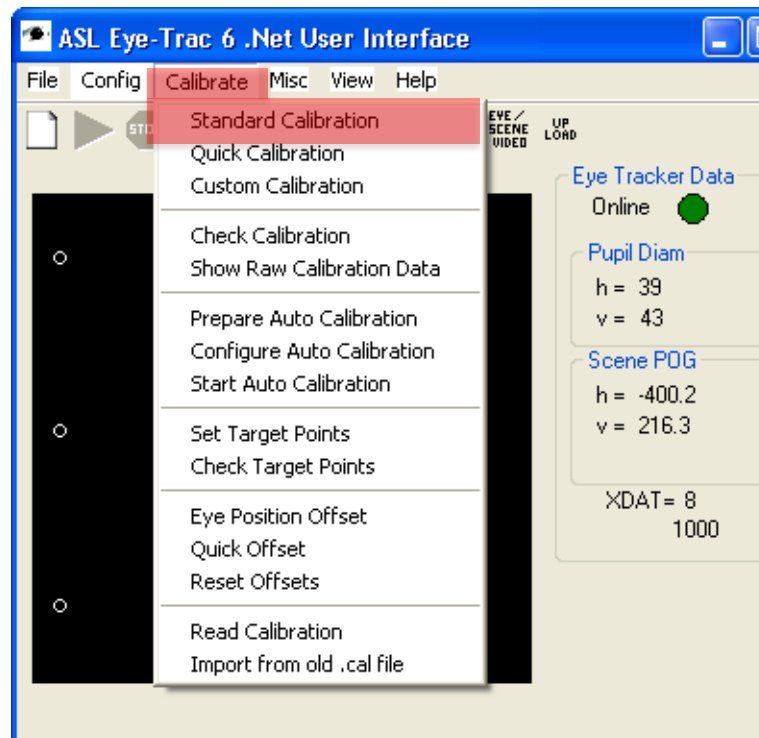 ASL Eye-Trac 6 .Net User Interface
File Config Calibrate Misc View Help
STO
EYE/
SCENE
VIDEO
UP
LOAD
Standard Calibration
Quick Calibration
Custom Calibration
Check Calibration
Show Raw Calibration Data
Prepare Auto Calibration
Configure Auto Calibration
Start Auto Calibration
Set Target Points
Check Target Points
Eye Position Offset
Quick Offset
Reset Offsets
Read Calibration
Import from old .cal file
Eye Tracker Data
Online
Pupil Diam
h = 39
v = 43
Scene POG
h = -400.2
v = 216.3
XDAT= 8
1000